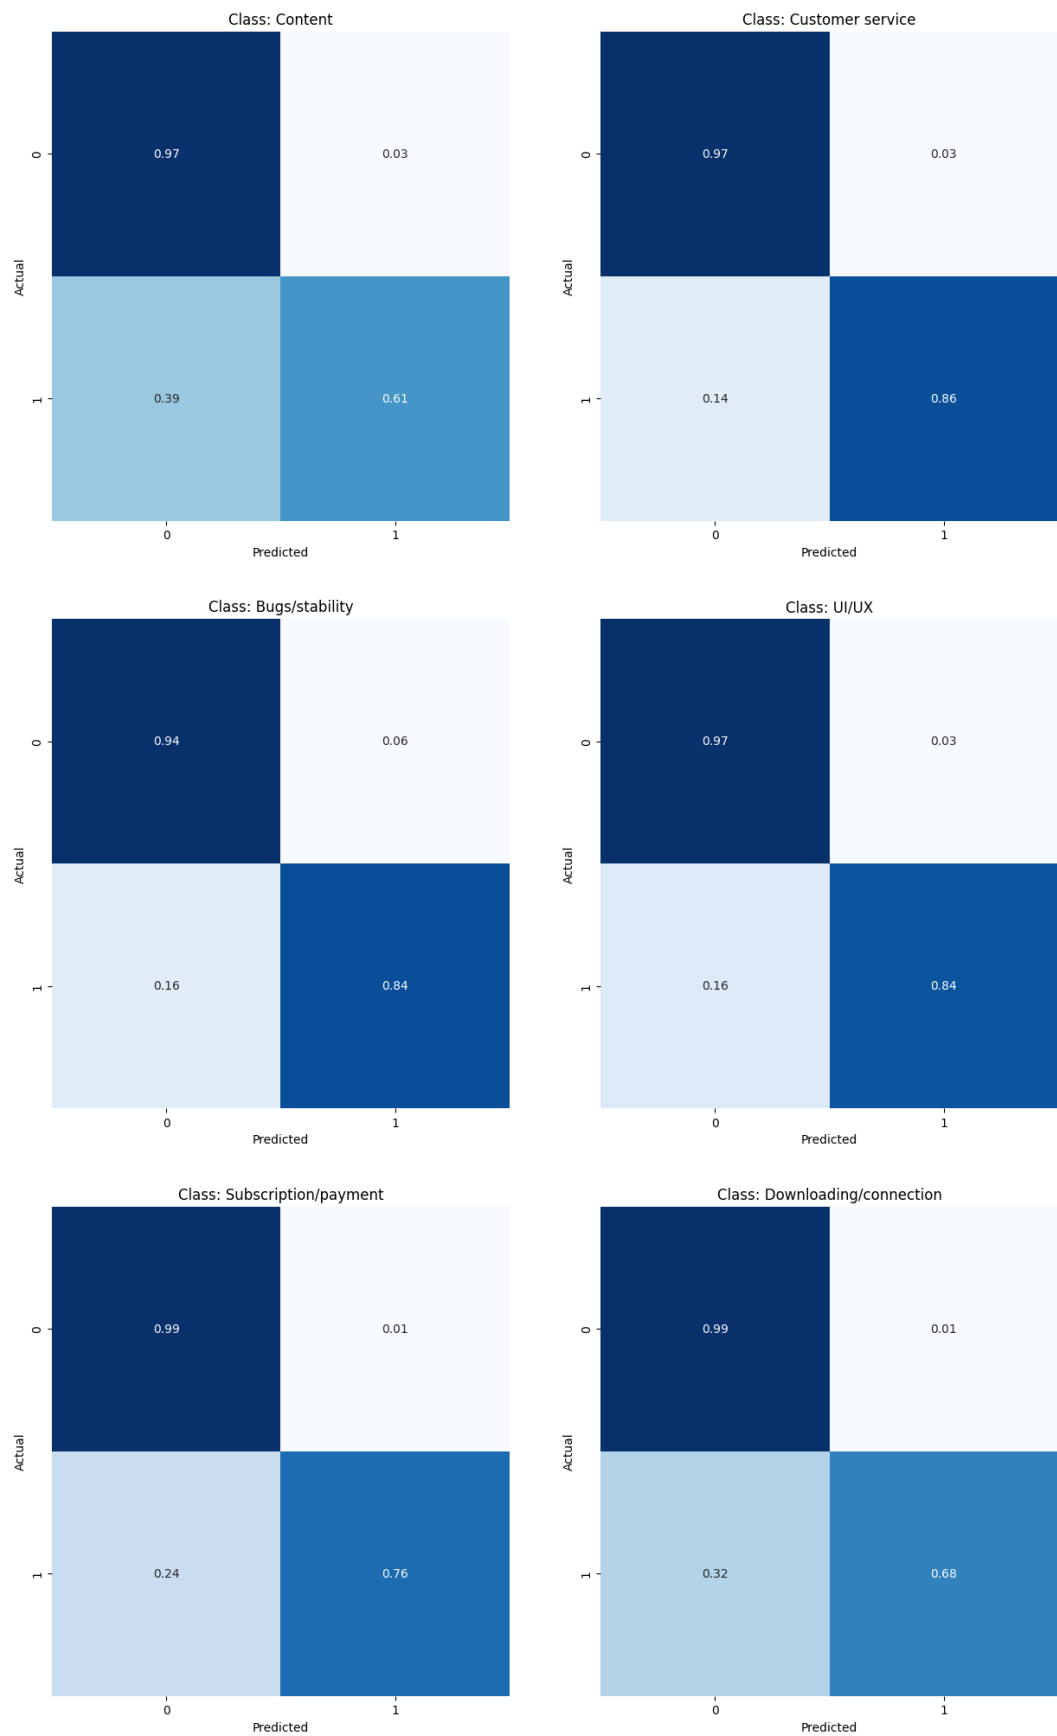 Class: Content
0
0.97
0.03
Actual
1
0.39
0.61
0
1
Predicted
Class: Customer service
0
0.97
0.03
Actual
1
0.14
0.86
0
1
Predicted
Class: Bugs/stability
0
0.94
0.06
Actual
1
0.16
0.84
0
1
Predicted
Class: UI/UX
0
0.97
0.03
Actual
1
0.16
0.84
0
1
Predicted
Class: Subscription/payment
0
0.99
0.01
Actual
1
0.24
0.76
0
1
Predicted
Class: Downloading/connection
0
0.99
0.01
Actual
1
0.32
0.68
0
1
Predicted